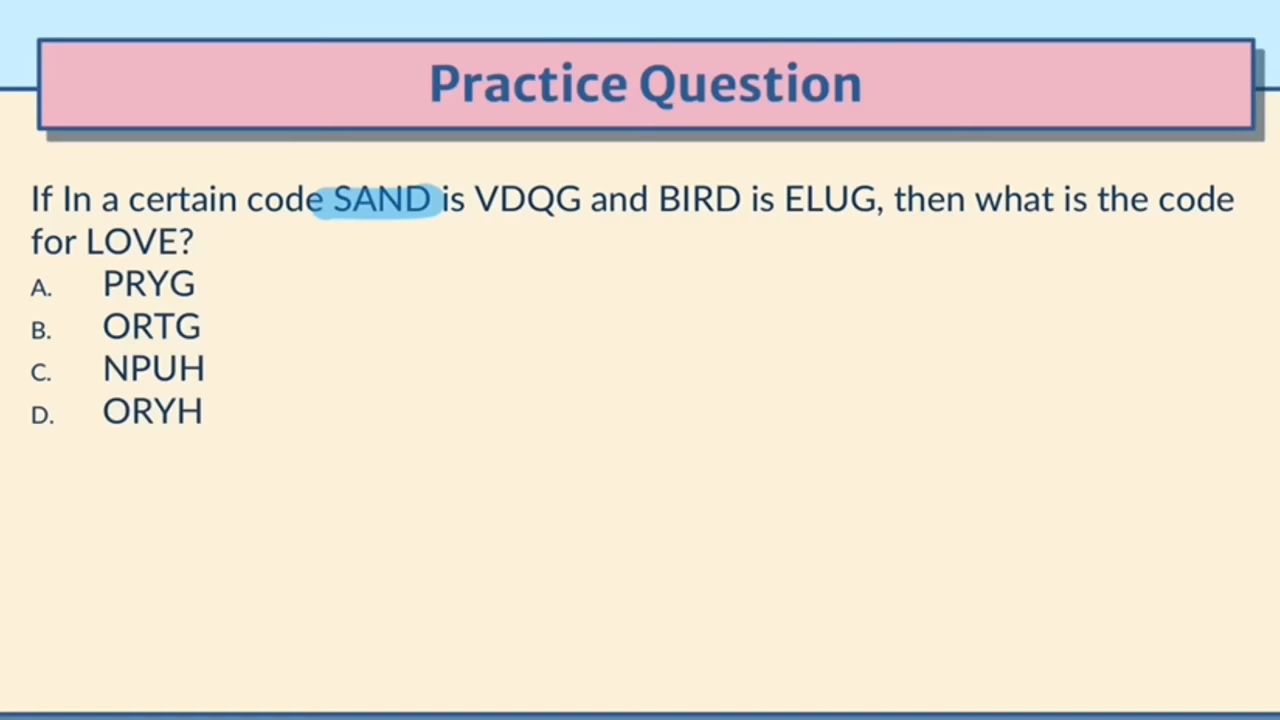 Practice Question
If In a certain code SAND is VDQG and BIRD is ELUG, then what is the code
for LOVE?
A. PRYG
B. ORTG
C. NPUH
D. ORYH